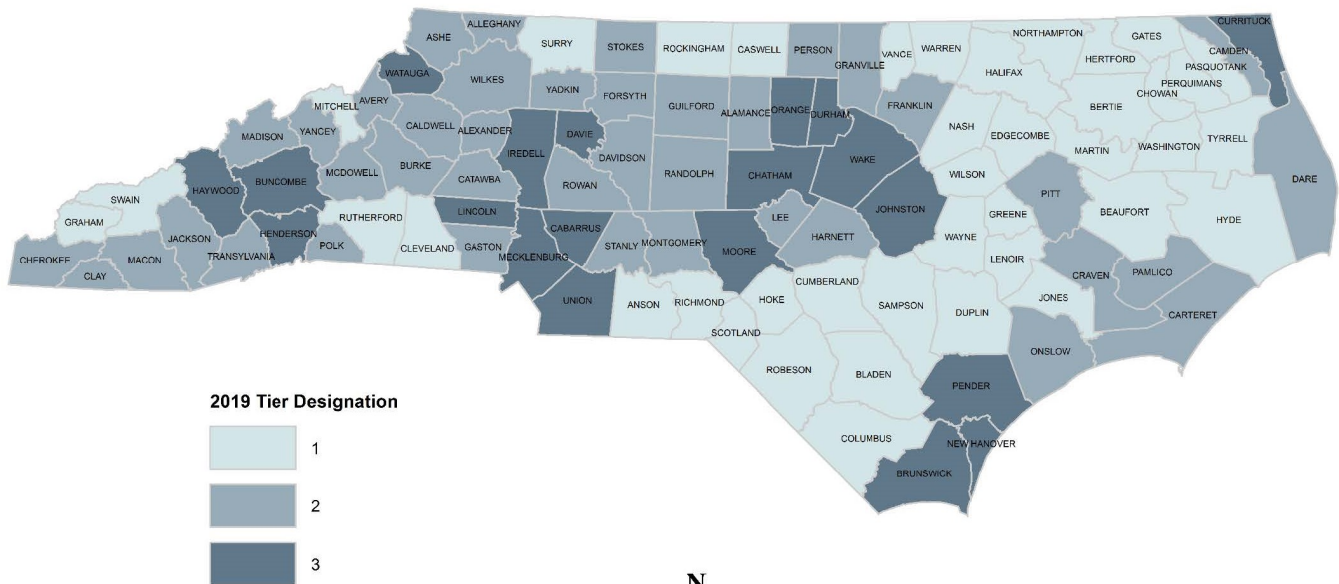 CURRITUCK
ALLEGHANY
ASHE
SURRY
STOKES
ROCKINGHAM
CASWELL
PERSON
GRANVILLE
VANCE
WARREN
NORTHAMPTON
GATES
HERTFORD
CAMDEN
PASQUOTANK
PERQUIMANS
CHOWAN
HALIFAX
BERTIE
WATAUGA
WILKES
YADKIN
FORSYTH
GUILFORD
ALAMANCE
ORANGE
DURHAM
FRANKLIN
NASH
EDGECOMBE
MARTIN
WASHINGTON
TYRRELL
DARE
MITCHELL
AVERY
CALDWELL
ALEXANDER
IREDELL
DAVIE
DAVIDSON
RANDOLPH
CHATHAM
WAKE
WILSON
MADISON
YANCEY
MCDOWELL
BURKE
CATAWBA
ROWAN
HAYWOOD
BUNCOMBE
LINCOLN
CABARRUS
STANLY
MONTGOMERY
MOORE
LEE
HARNETT
JOHNSTON
WAYNE
GREENE
PITT
BEAUFORT
HYDE
SWAIN
GRAHAM
RUTHERFORD
CLEVELAND
GASTON
MECKLENBURG
CHEROKEE
CLAY
MACON
JACKSON
TRANSYLVANIA
HENDERSON
POLK
UNION
ANSON
RICHMOND
SCOTLAND
HOKE
CUMBERLAND
SAMPSON
DUPLIN
LENOIR
JONES
CRAVEN
PAMLICO
CARTERET
ONSLOW
ROBESON
BLADEN
PENDER
COLUMBUS
NEW HANOVER
BRUNSWICK
2019 Tier Designation
1
2
3
N